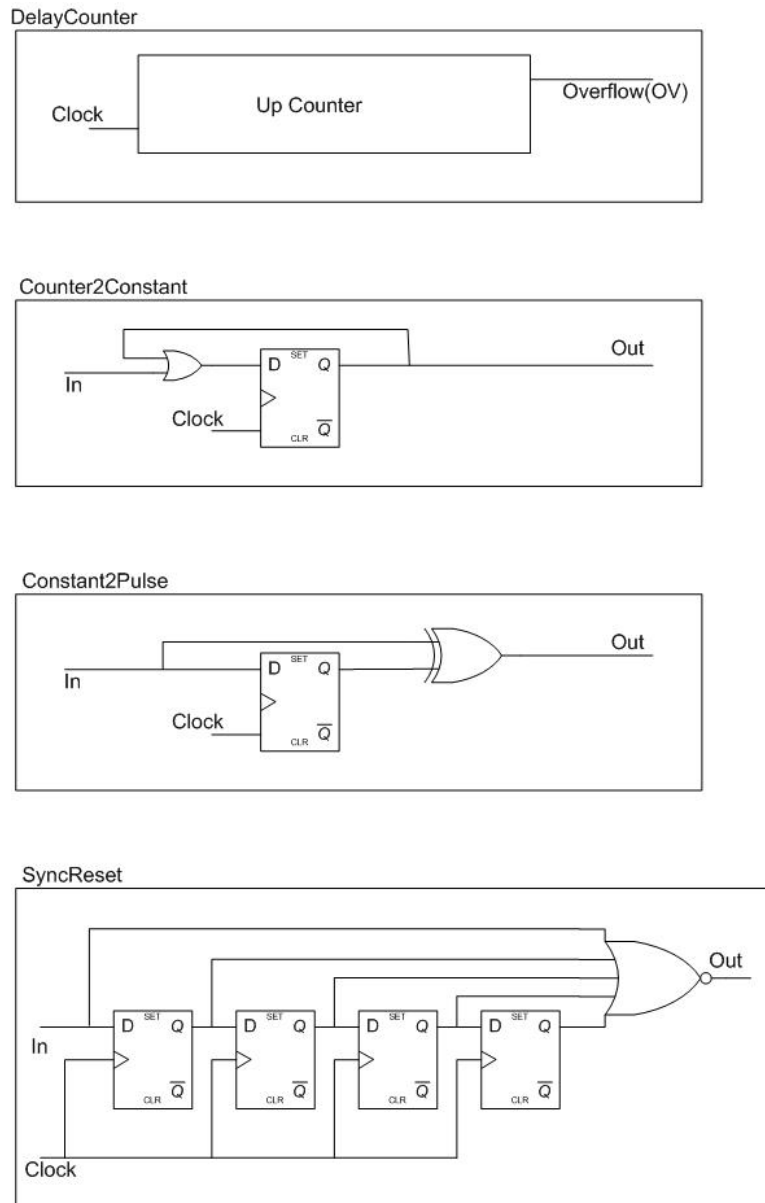 DelayCounter
Up Counter
Overflow(OV)
Clock
Counter2Constant
Out
SET
D Q
In
Clock
Q
CLR
Constant2Pulse
Out
SET
D Q
In
Clock
Q
CLR
SyncReset
Out
SET SET SET SET
D Q D Q D Q D Q
In
Q Q Q Q
CLR CLR CLR CLR
Clock